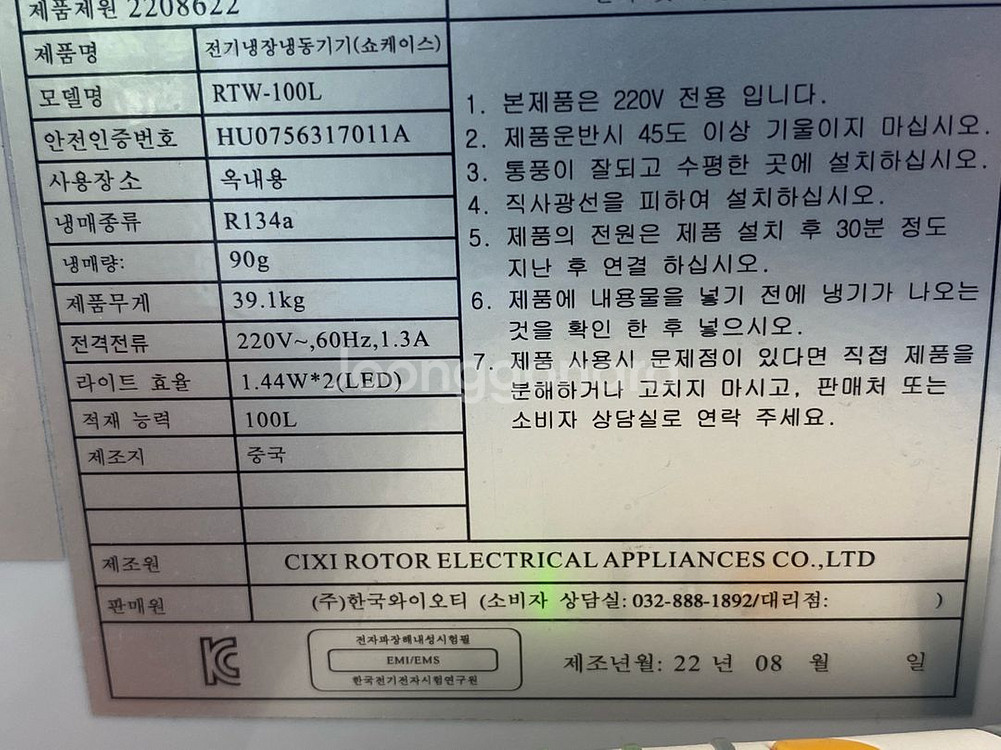 제품제원 2208622
제품명 전기냉장냉동기기(쇼케이스)
모델명 RTW-100L
안전인증번호 HU0756317011A
사용장소 옥내용
냉매종류 R134a
냉매량: 90g
제품무게 39.1kg
전격전류 220V~,60Hz,1.3A
라이트 효율 1.44W*2(LED)
적재 능력 100L
제조지 중국
1. 본제품은 220V 전용 입니다.
2. 제품운반시 45도 이상 기울이지 마십시오.
3. 통풍이 잘되고 수평한 곳에 설치하십시오.
4. 직사광선을 피하여 설치하십시오.
5. 제품의 전원은 제품 설치 후 30분 정도
지난 후 연결 하십시오.
6. 제품에 내용물을 넣기 전에 냉기가 나오는
것을 확인 한 후 넣으시오.
7. 제품 사용시 문제점이 있다면 직접 제품을
분해하거나 고치지 마시고, 판매처 또는
소비자 상담실로 연락 주세요.
제조원 CIXI ROTOR ELECTRICAL APPLIANCES CO.,LTD
판매원 (주)한국와이오티 (소비자 상담실: 032-888-1892/대리점: )
전자파장해내성시험필
EMI/EMS
한국전기전자시험연구원
제조년월: 22 년 08 월 일